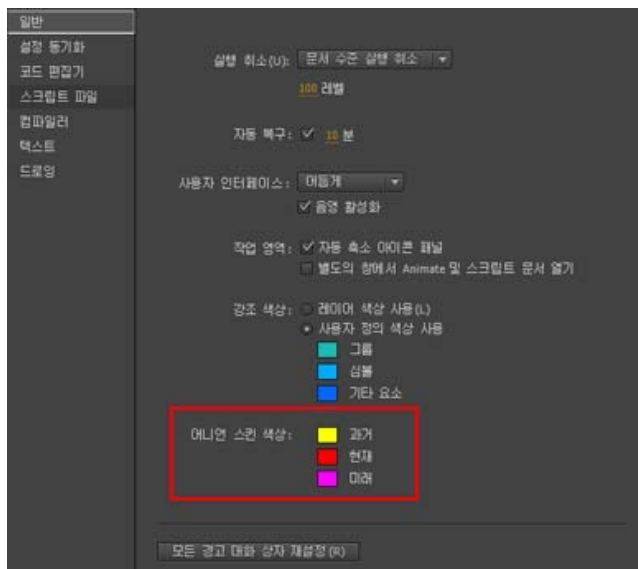 일반
설정 동기화
코드 편집기
스크립트 파일
컴파일러
텍스트
드로잉
실행 취소(U): 문서 수준 실행 취소
100 레벨
자동 복구: 10 분
사용자 인터페이스: 어둡게
음영 활성화
작업 영역: 자동 축소 아이콘 패널
별도의 창에서 Animate 및 스크립트 문서 열기
강조 색상: 레이어 색상 사용(L)
사용자 정의 색상 사용
그룹
심볼
기타 요소
어니언 스킨 색상: 과거
현재
미래
모든 경고 대화 상자 재설정(R)